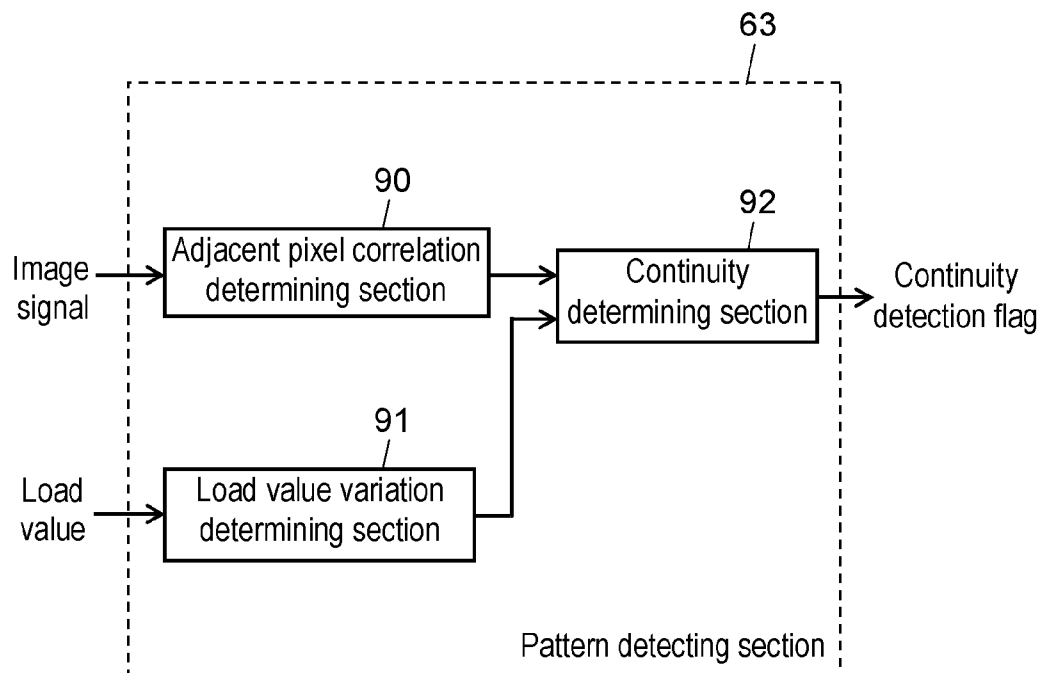 63
90
Adjacent pixel correlation
determining section
92
Continuity
determining section
Image
signal
Continuity
detection flag
91
Load value variation
determining section
Load
value
Pattern detecting section